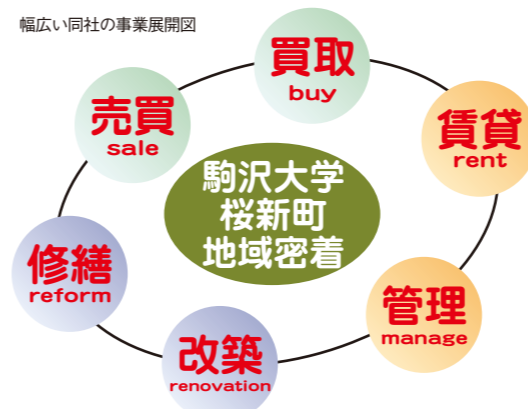 幅広い同社の事業展開図
買取
buy
売買
sale
賃貸
rent
駒沢大学
桜新町
地域密着
修繕
reform
管理
manage
改築
renovation